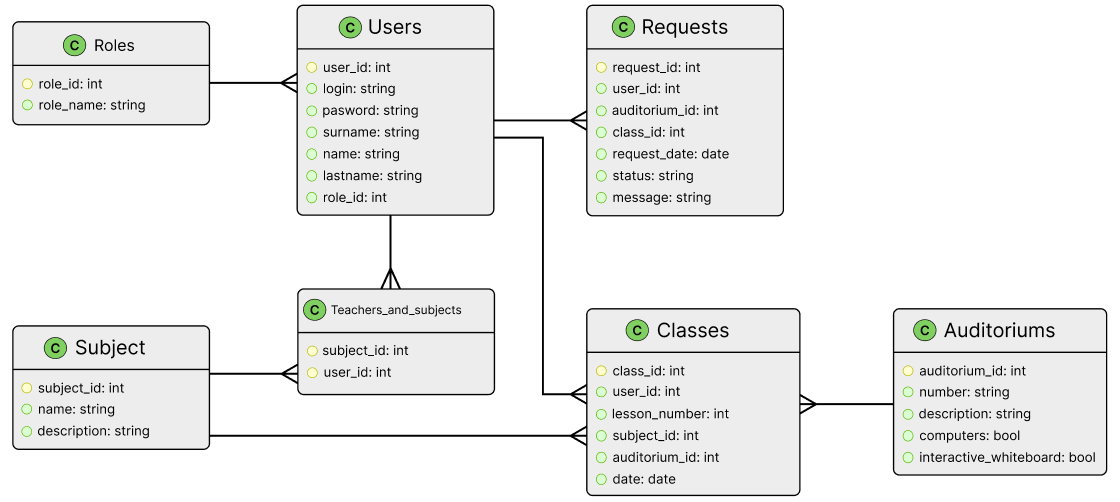 C Roles
role_id: int
role_name: string
C Users
user_id: int
login: string
pasword: string
surname: string
name: string
lastname: string
role_id: int
C Requests
request_id: int
user_id: int
auditorium_id: int
class_id: int
request_date: date
status: string
message: string
C Subject
subject_id: int
name: string
description: string
C Teachers_and_subjects
subject_id: int
user_id: int
C Classes
class_id: int
user_id: int
lesson_number: int
subject_id: int
auditorium_id: int
date: date
C Auditoriums
auditorium_id: int
number: string
description: string
computers: bool
interactive_whiteboard: bool